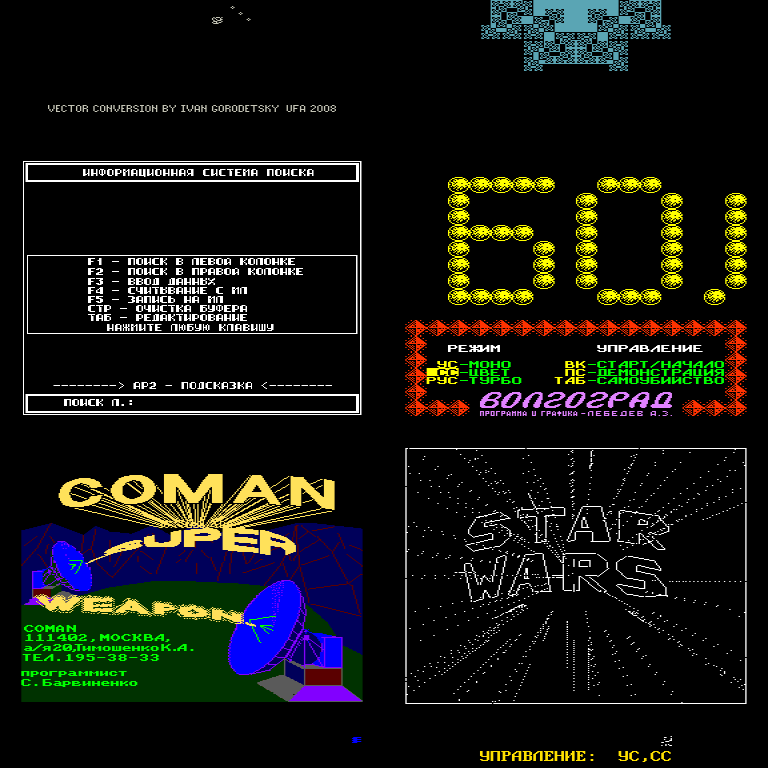 VECTOR CONVERSION BY IVAN GORODETSKY UFA 2008
ИНФОРМАЦИОННАЯ СИСТЕМА ПОИСКА
F1 - ПОИСК В ЛЕВОЙ КОЛОНКЕ
F2 - ПОИСК В ПРАВОЙ КОЛОНКЕ
F3 - ВВОД ДАННЫХ
F4 - СЧИТЫВАНИЕ С МЛ
F5 - ЗАПИСЬ НА МЛ
СТР - ОЧИСТКА БУФЕРА
ТАБ - РЕДАКТИРОВАНИЕ
НАЖМИТЕ ЛЮБУЮ КЛАВИШУ
--------> АР2 - ПОДСКАЗКА <--------
ПОИСК Л.:
РЕЖИМ УПРАВЛЕНИЕ
УС-МОНО ВК-СТАРТ/НАЧАЛО
СС-ЦВЕТ ПС-ДЕМОНСТРАЦИЯ
РУС-ТУРБО ТАБ-САМОУБИЙСТВО
ВОЛГОГРАД
ПРОГРАММА И ГРАФИКА-ЛЕБЕДЕВ А.Э.
COMAN
SUPER
WEAPON
COMAN
111402,МОСКВА,
а/я20,ТимошенкоК.А.
ТЕЛ.195-38-33
программист
С.Барвиненко
STAR
WARS
УПРАВЛЕНИЕ: УС,СС